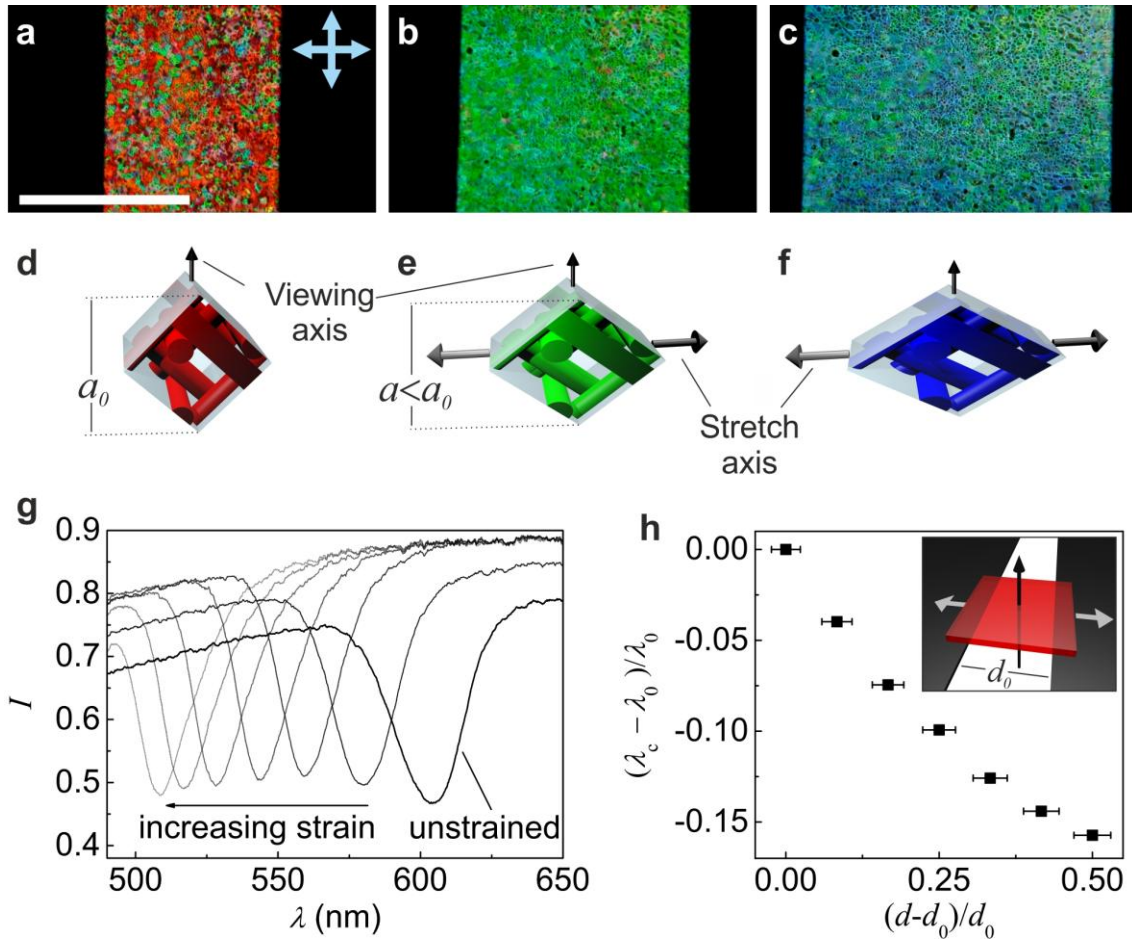 a
b
c
d
e
f
Viewing
axis
a₀
a<a₀
Stretch
axis
g
0.9
0.8
0.7
0.6
0.5
0.4
I
increasing strain
unstrained
500
550
600
650
λ (nm)
h
0.00
-0.05
-0.10
-0.15
(λc – λ₀)/λ₀
d₀
0.00
0.25
0.50
(d-d₀)/d₀